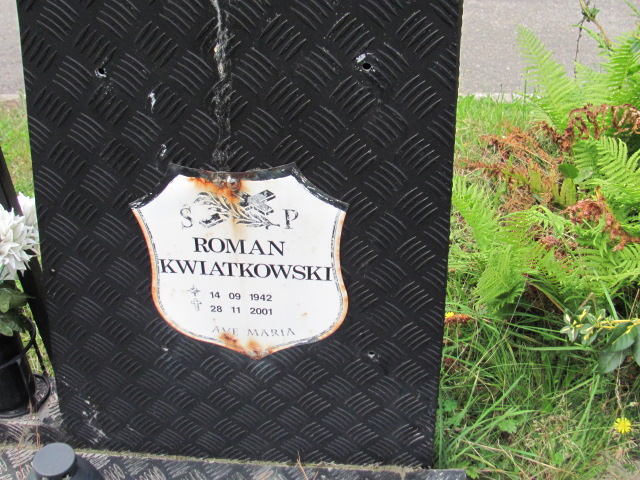 S P
ROMAN
KWIATKOWSKI
14 09 1942
28 11 2001
AVE MARIA